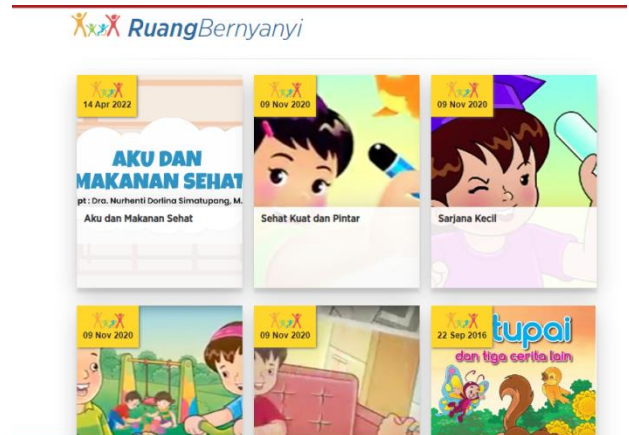 RuangBernyanyi
14 Apr 2022
AKU DAN
MAKANAN SEHAT
pt : Dra. Nurhenti Dorlina Simatupang, M.
Aku dan Makanan Sehat
09 Nov 2020
Sehat Kuat dan Pintar
09 Nov 2020
Sarjana Kecil
09 Nov 2020
09 Nov 2020
22 Sep 2016
tupai
dan tiga cerita lain